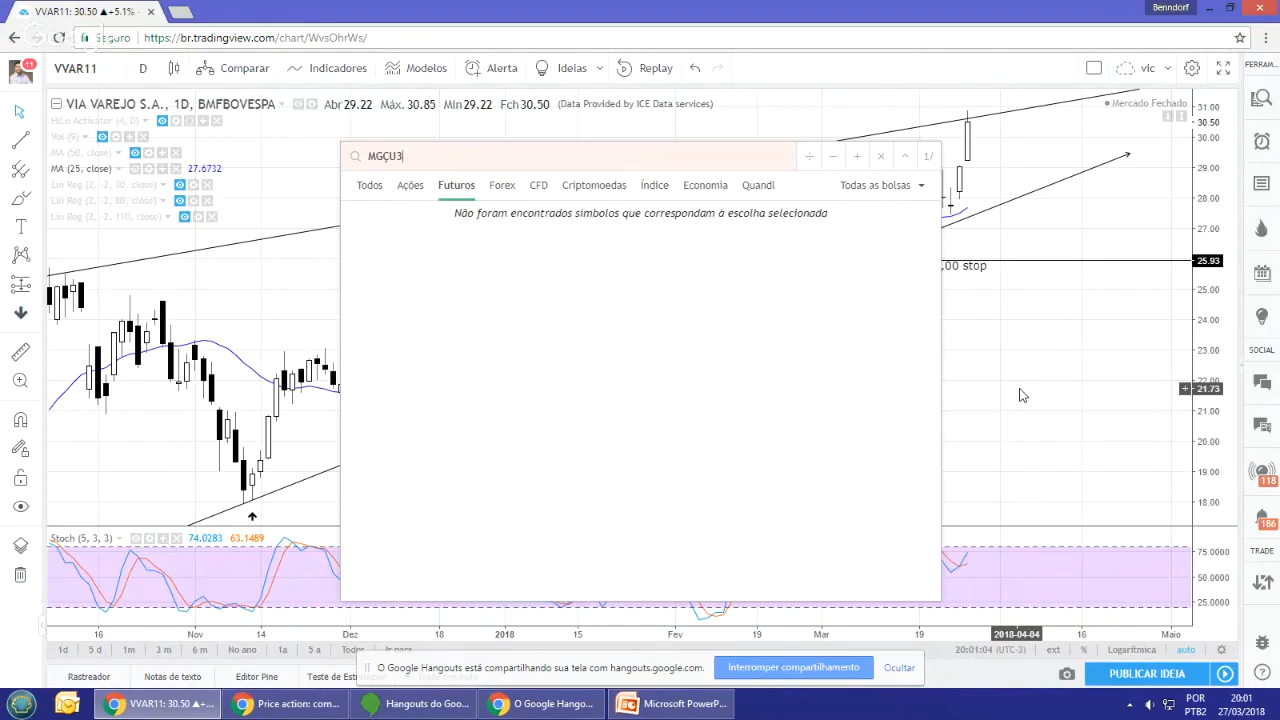 VVAR11: 30.50 ▲+5.1%
Benndorf
Seguro
https://br.tradingview.com/chart/WvsOhrWs/
11
VVAR11
D
Comparar
Indicadores
Modelos
Alerta
Ideias
Replay
vic
FERRAM
VIA VAREJO S.A., 1D, BMFBOVESPA
Abr 29.22 Máx. 30.85 Mín 29.22 Fch 30.50 (Data Provided by ICE Data services)
Mercado Fechado
HiLo Activator (4, 0)
Vol (9)
MA (50, close)
MA (25, close)
27.6732
Lin Reg (2, -2, 30, close)
Lin Reg (2, -2, 80, close)
Lin Reg (2, -2, 110, close)
MGÇU3
1/
Todos
Ações
Futuros
Forex
CFD
Criptomoedas
Índice
Economia
Quandl
Todas as bolsas
Não foram encontrados símbolos que correspondam à escolha selecionada
,00 stop
31.00
30.50
30.00
29.00
28.00
27.00
25.93
25.00
24.00
23.00
22.00
21.73
21.00
20.00
19.00
18.00
SOCIAL
118
186
TRADE
Stoch (5, 3, 3)
74.0283
63.1489
75.0000
50.0000
25.0000
16
Nov
14
Dez
18
2018
15
Fev
19
Mar
19
2018-04-04
16
Maio
1d
5 d
1m
3 m
6 m
No ano
1a
5 a
Todos
Ir para
20:01:04 (UTC-3)
ext
%
Logarítmica
auto
O Google Hangouts está compartilhando sua tela com hangouts.google.com.
Interromper compartilhamento
Ocultar
Rastreador
Notas de texto
Editor Pine
PUBLICAR IDEIA
VVAR11: 30.50 ▲+...
Price action: com...
Hangouts do Goo...
O Google Hango...
Microsoft PowerP...
POR
PTB2
20:01
27/03/2018